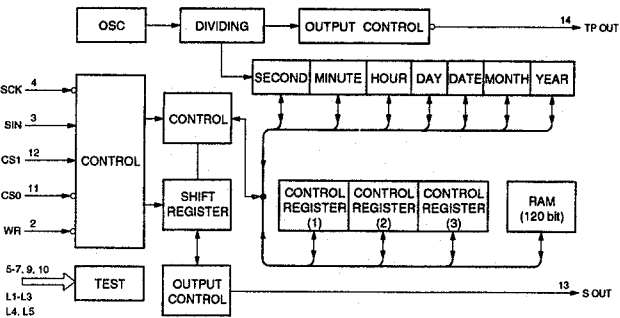 OSC
DIVIDING
OUTPUT CONTROL
14
TP OUT
SECOND MINUTE HOUR DAY DATE MONTH YEAR
SCK 4
SIN 3
CS1 12
CS0 11
WR 2
CONTROL
CONTROL
SHIFT
REGISTER
CONTROL
REGISTER
(1)
CONTROL
REGISTER
(2)
CONTROL
REGISTER
(3)
RAM
(120 bit)
5-7, 9, 10
L1-L3
L4, L5
TEST
OUTPUT
CONTROL
13
S OUT